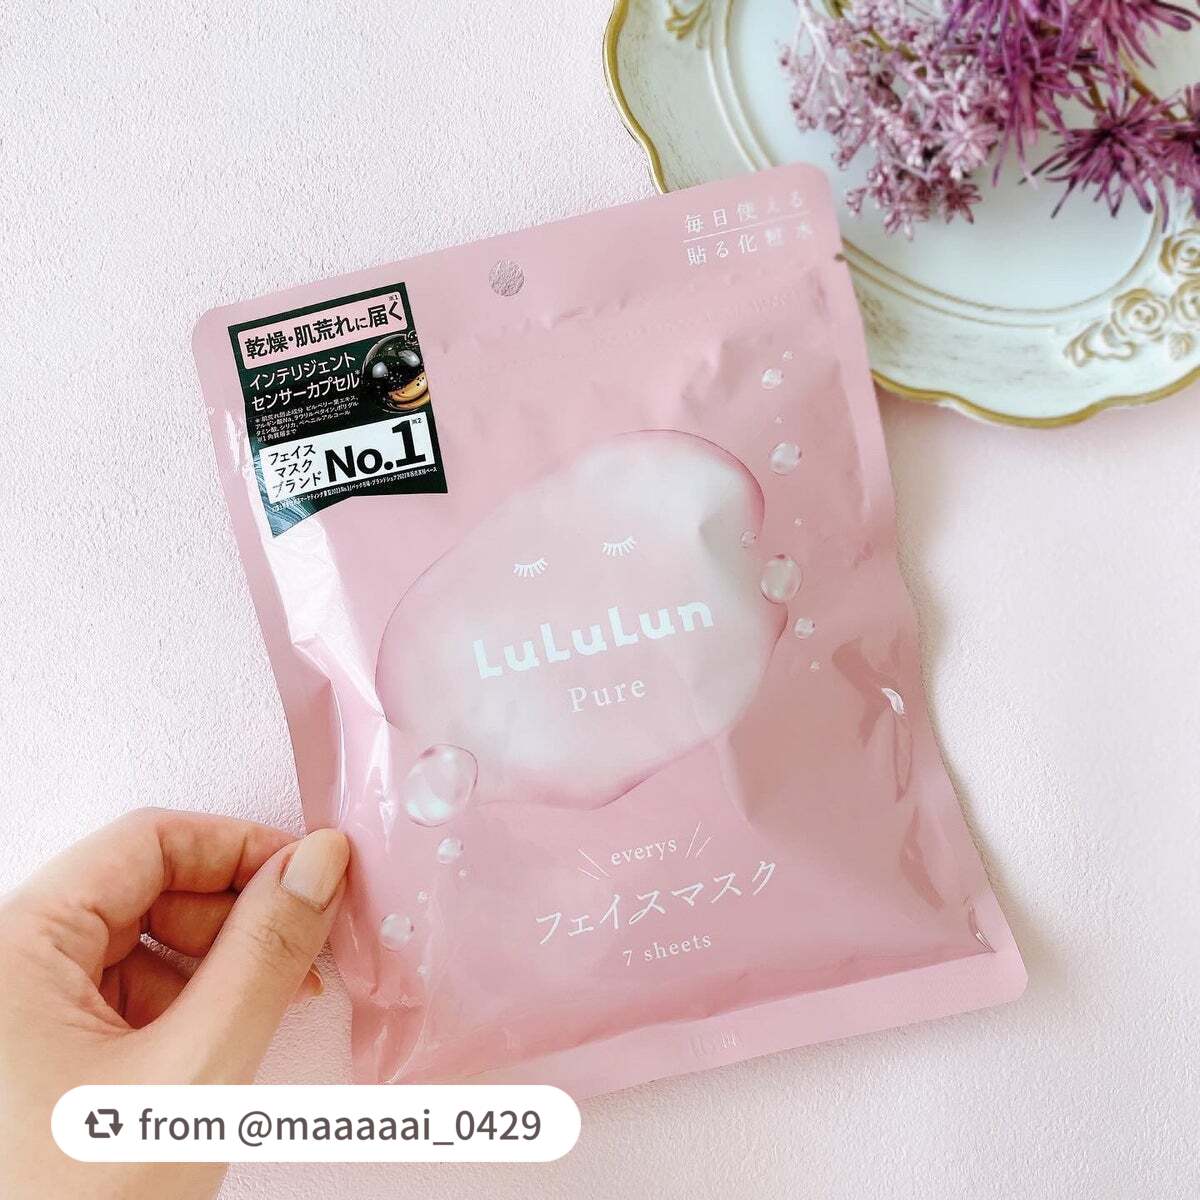 毎日使える
貼る化粧水
乾燥・肌荒れに届く※1
インテリジェント
センサーカプセル*
フェイス
マスク
ブランド
No.1※2
LuLuLun
Pure
everys
フェイスマスク
7 sheets
from @maaaaai_0429